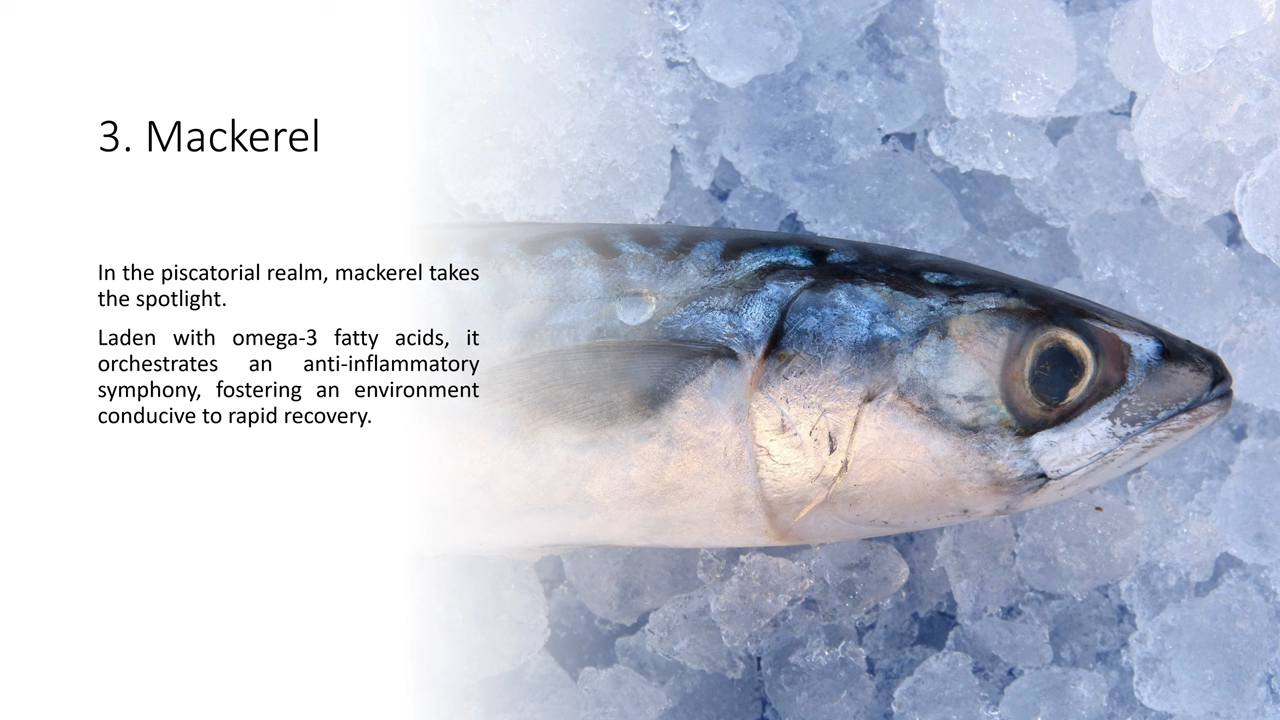 3. Mackerel
In the piscatorial realm, mackerel takes
the spotlight.
Laden with omega-3 fatty acids, it
orchestrates an anti-inflammatory
symphony, fostering an environment
conducive to rapid recovery.